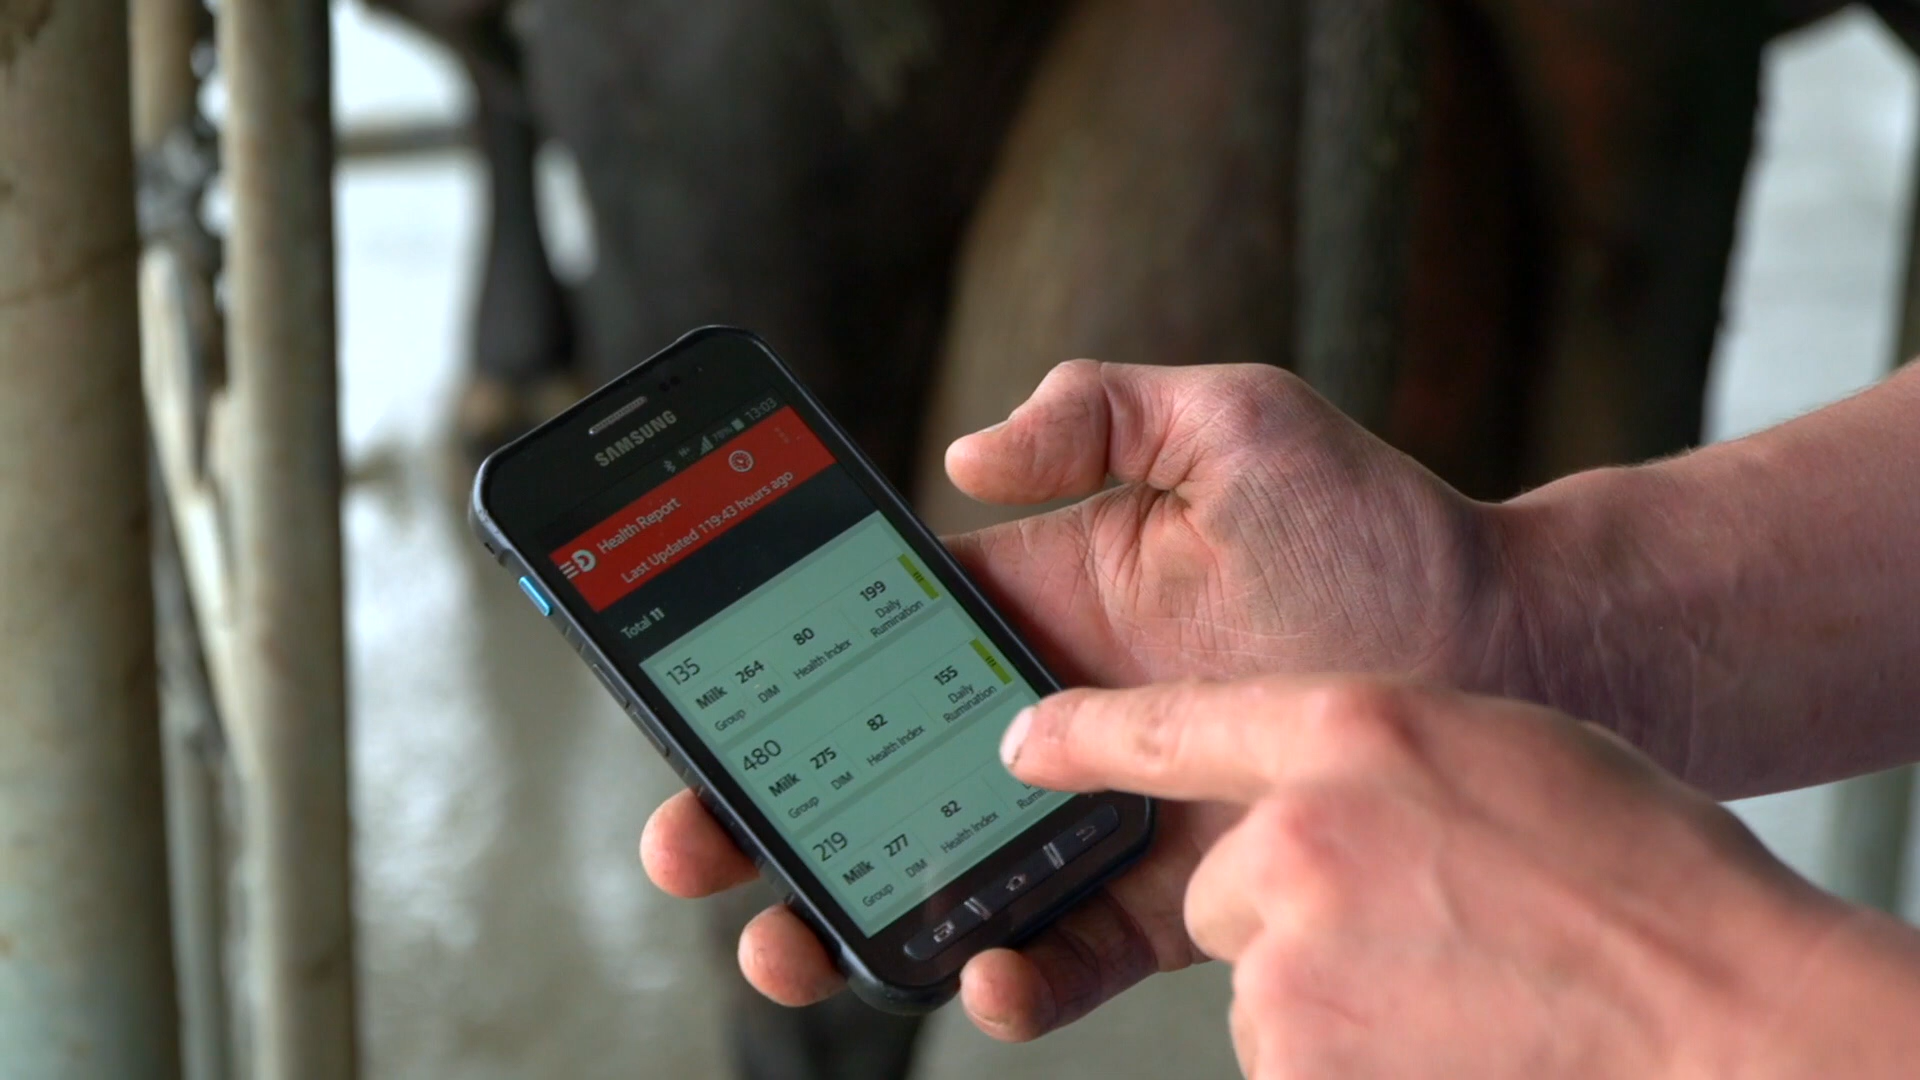 SAMSUNG
78% 13:03
Health Report
Last Updated 119:43 hours ago
Total 11
135
Milk 264 80 199
Group DIM Health Index Daily Rumination
480
Milk 275 82 155
Group DIM Health Index Daily Rumination
219
Milk 277 82
Group DIM Health Index